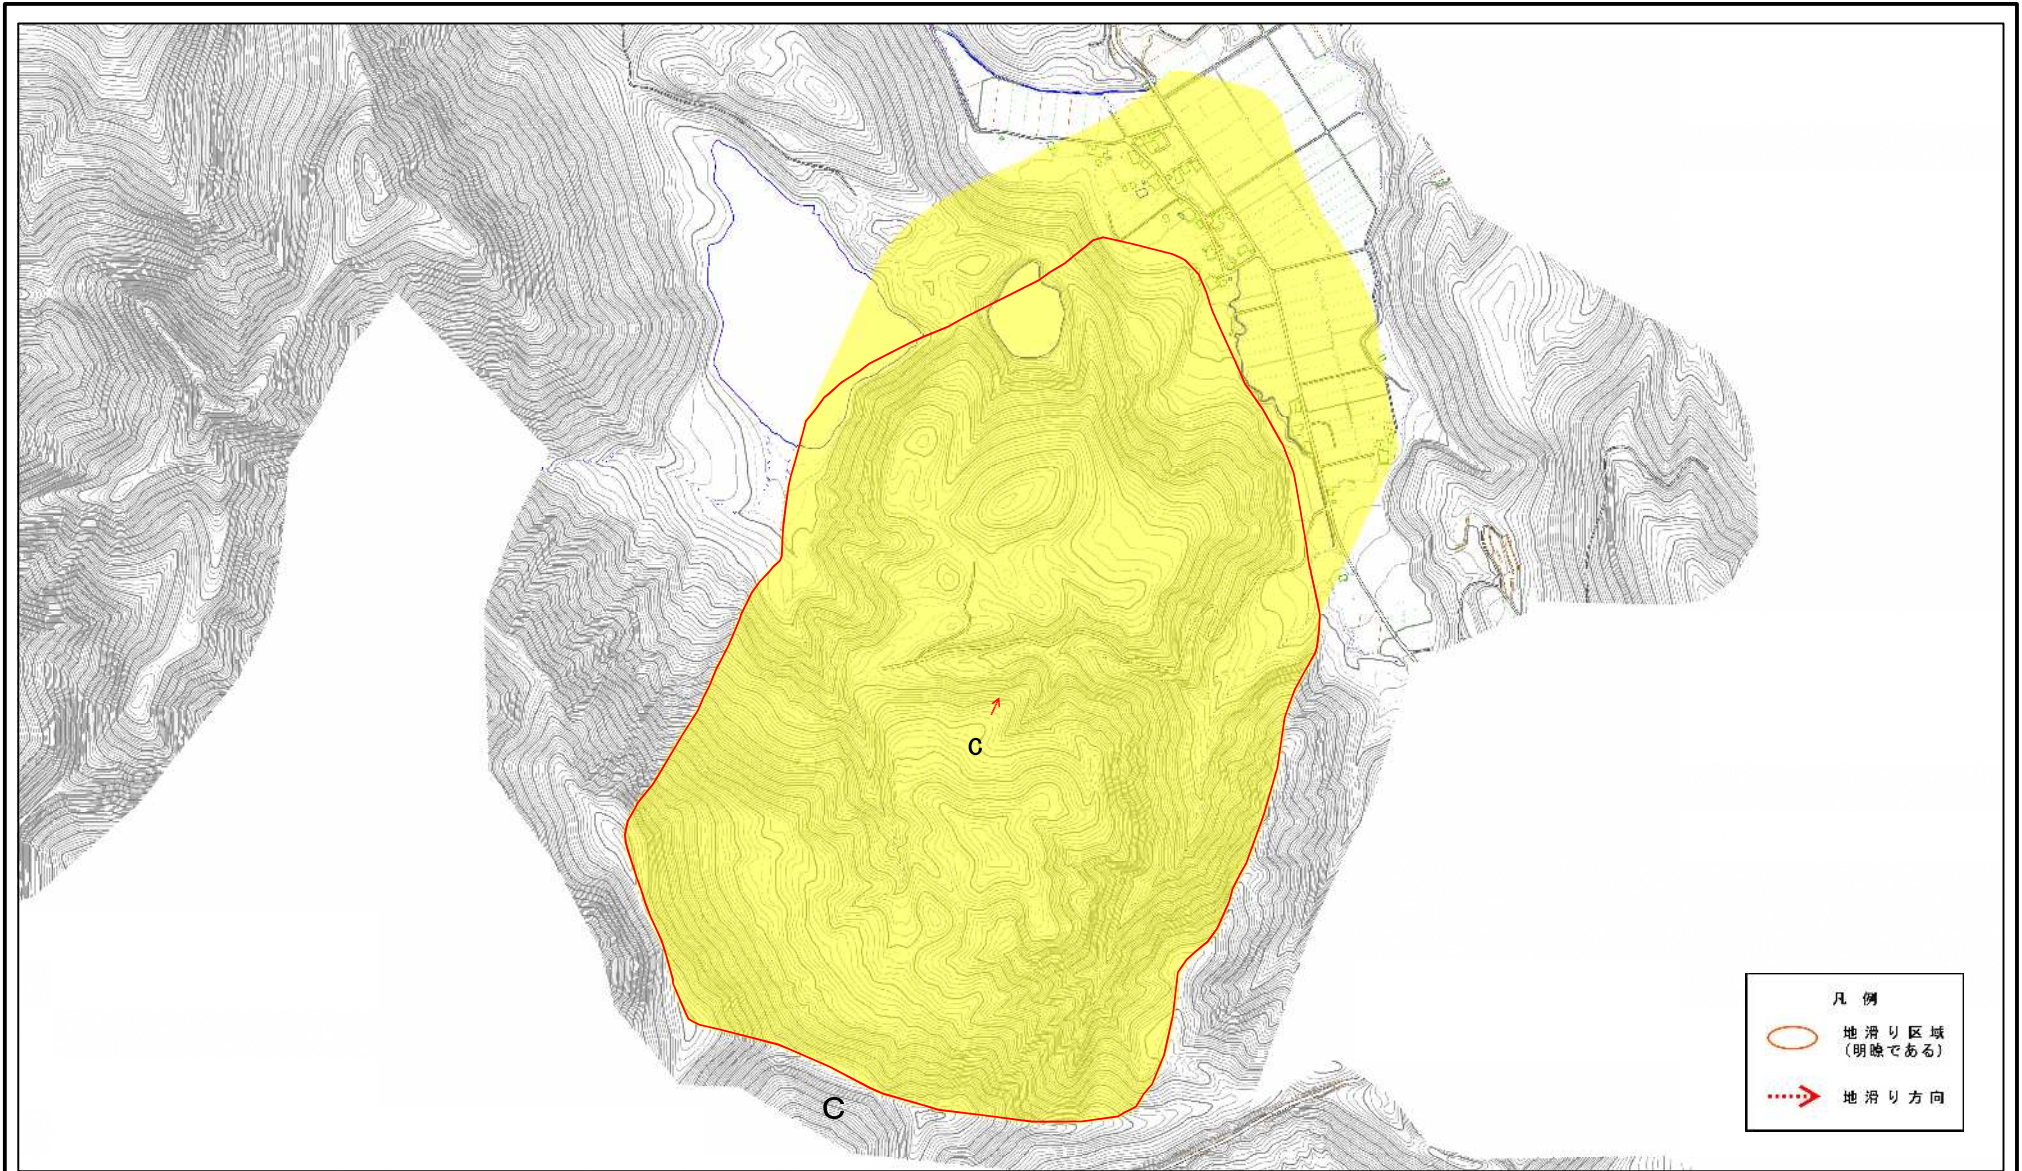 c
C
凡 例
地 滑 り 区 域
(明瞭である)
地 滑 り 方 向